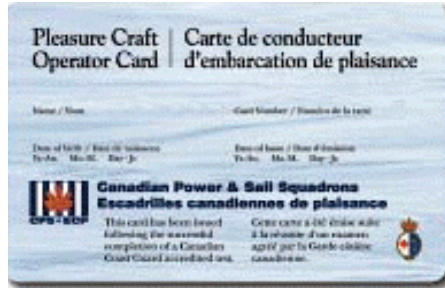 Pleasure Craft
Operator Card
Carte de conducteur
d'embarcation de plaisance
Name / Nom
Card Number / Numéro de la carte
Date of birth / Date de naissance
Yr-An. Mo-M. Day-Jr.
Date of Issue / Date d'émission
Yr-An. Mo-M. Day-Jr.
CPS - ECP
Canadian Power & Sail Squadrons
Escadrilles canadiennes de plaisance
This card has been issued
following the successful
completion of a Canadian
Coast Guard accredited test.
Cette carte a été émise suite
à la réussite d'un examen
agréé par la Garde côtière
canadienne.